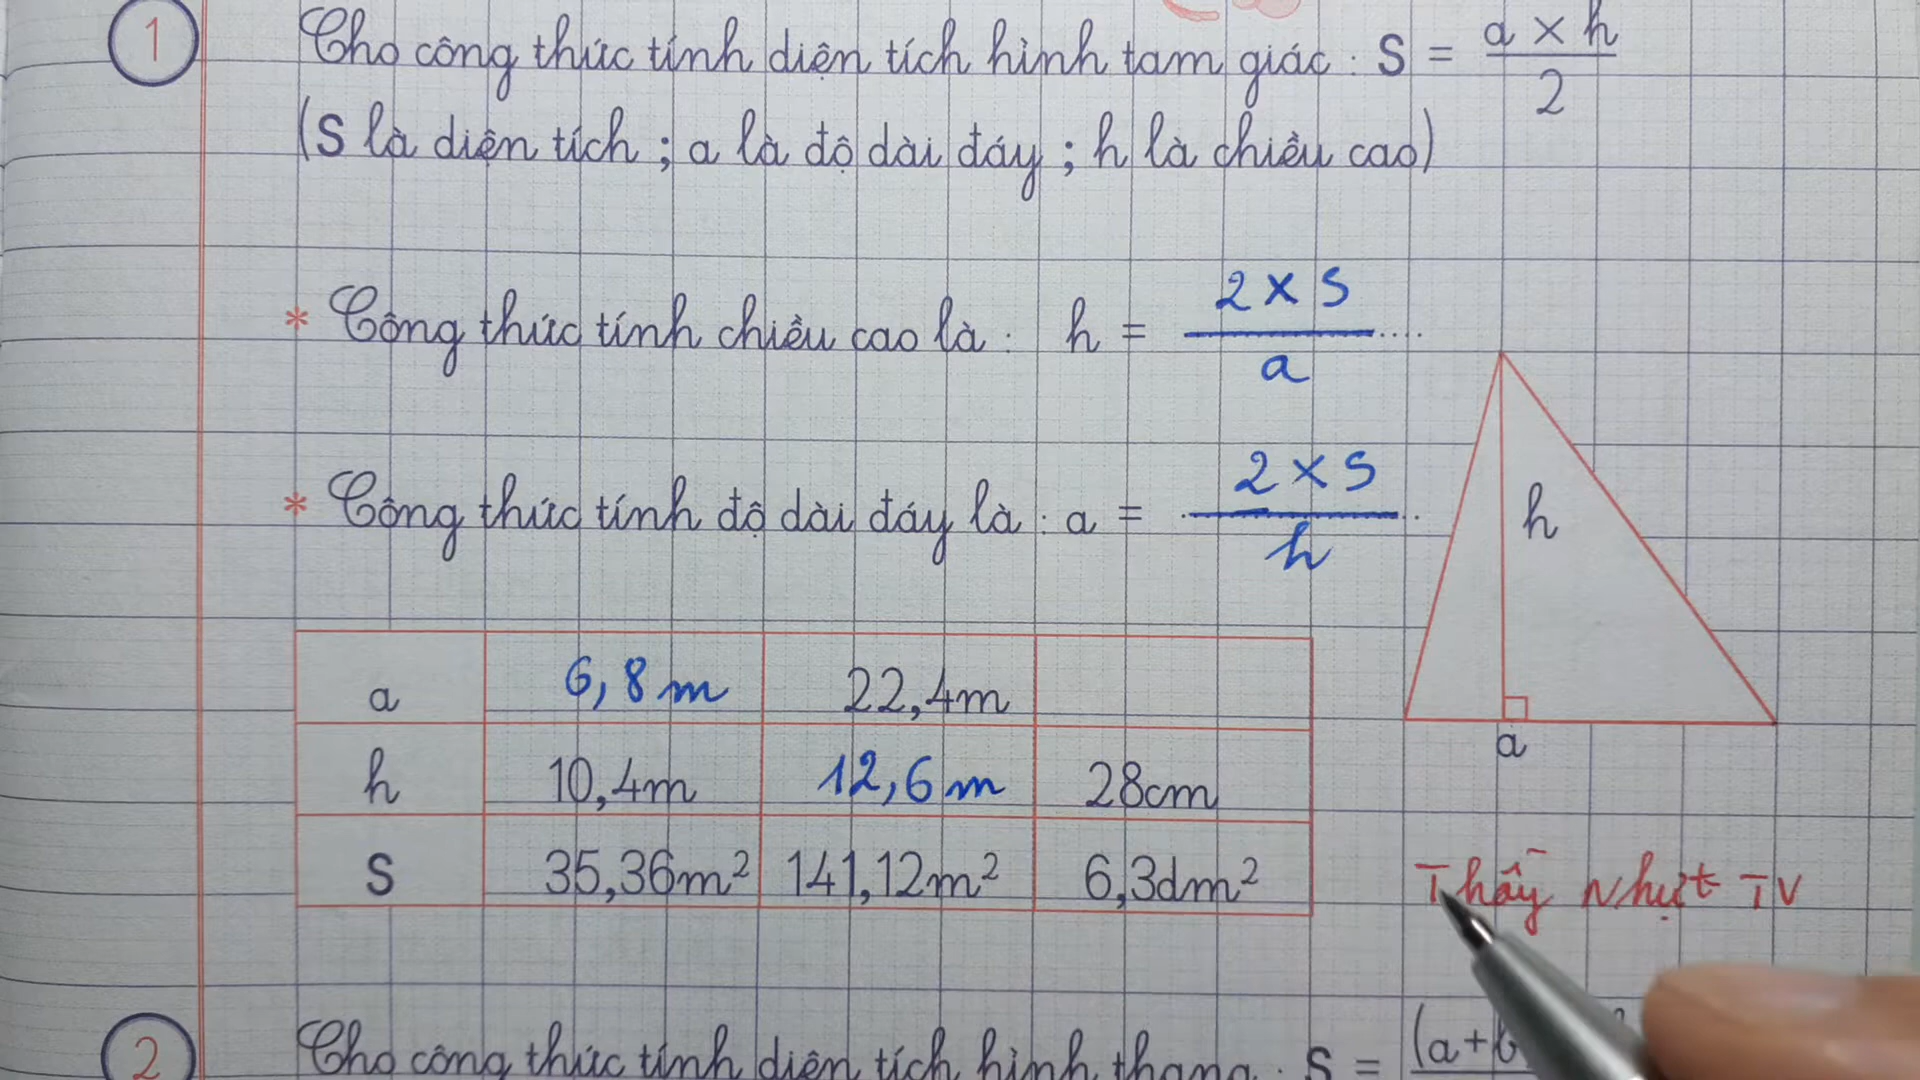 1 Cho công thức tính diện tích hình tam giác : S = a × h / 2
(S là diện tích ; a là độ dài đáy ; h là chiều cao)
* Công thức tính chiều cao là : h = 2 × S / a ....
* Công thức tính độ dài đáy là : a = 2 × S / h
h
a 6,8m 22,4m
a
h 10,4m 12,6m 28cm
S 35,36m² 141,12m² 6,3dm²
Thầy Nhựt TV
2 Cho công thức tính diện tích hình thang : S = (a+b